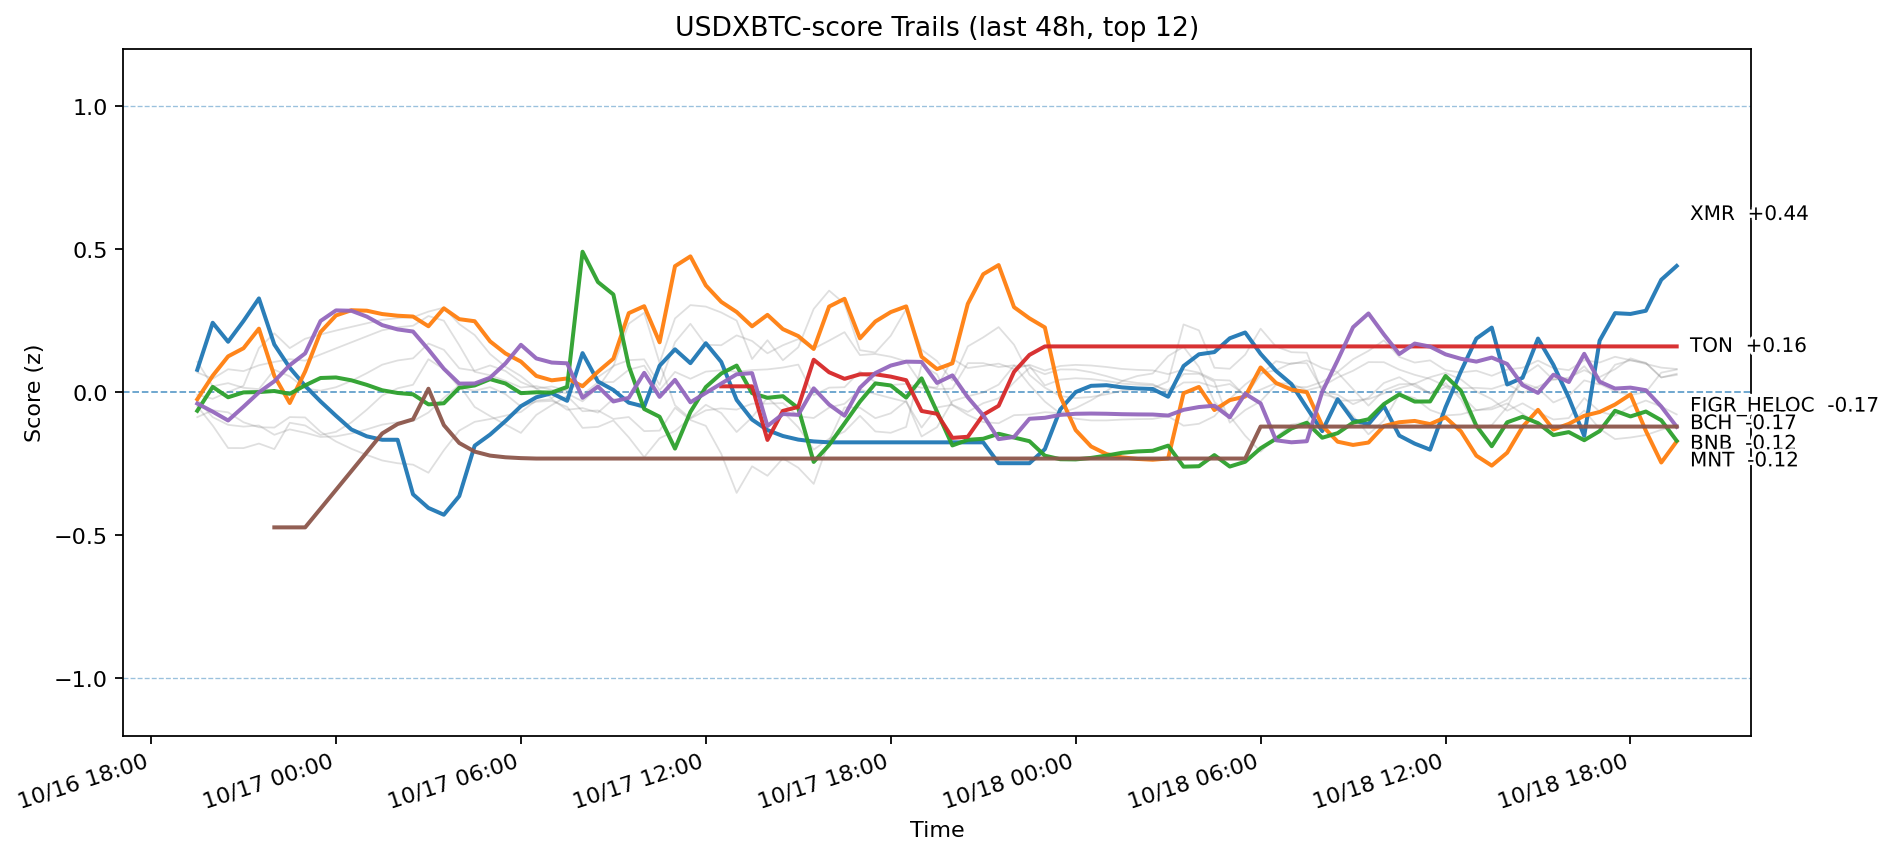 USDXBTC-score Trails (last 48h, top 12)
Score (z)
1.0
0.5
0.0
−0.5
−1.0
XMR +0.44
TON +0.16
FIGR_HELOC -0.17
BCH -0.17
BNB -0.12
MNT -0.12
10/16 18:00
10/17 00:00
10/17 06:00
10/17 12:00
10/17 18:00
10/18 00:00
10/18 06:00
10/18 12:00
10/18 18:00
Time